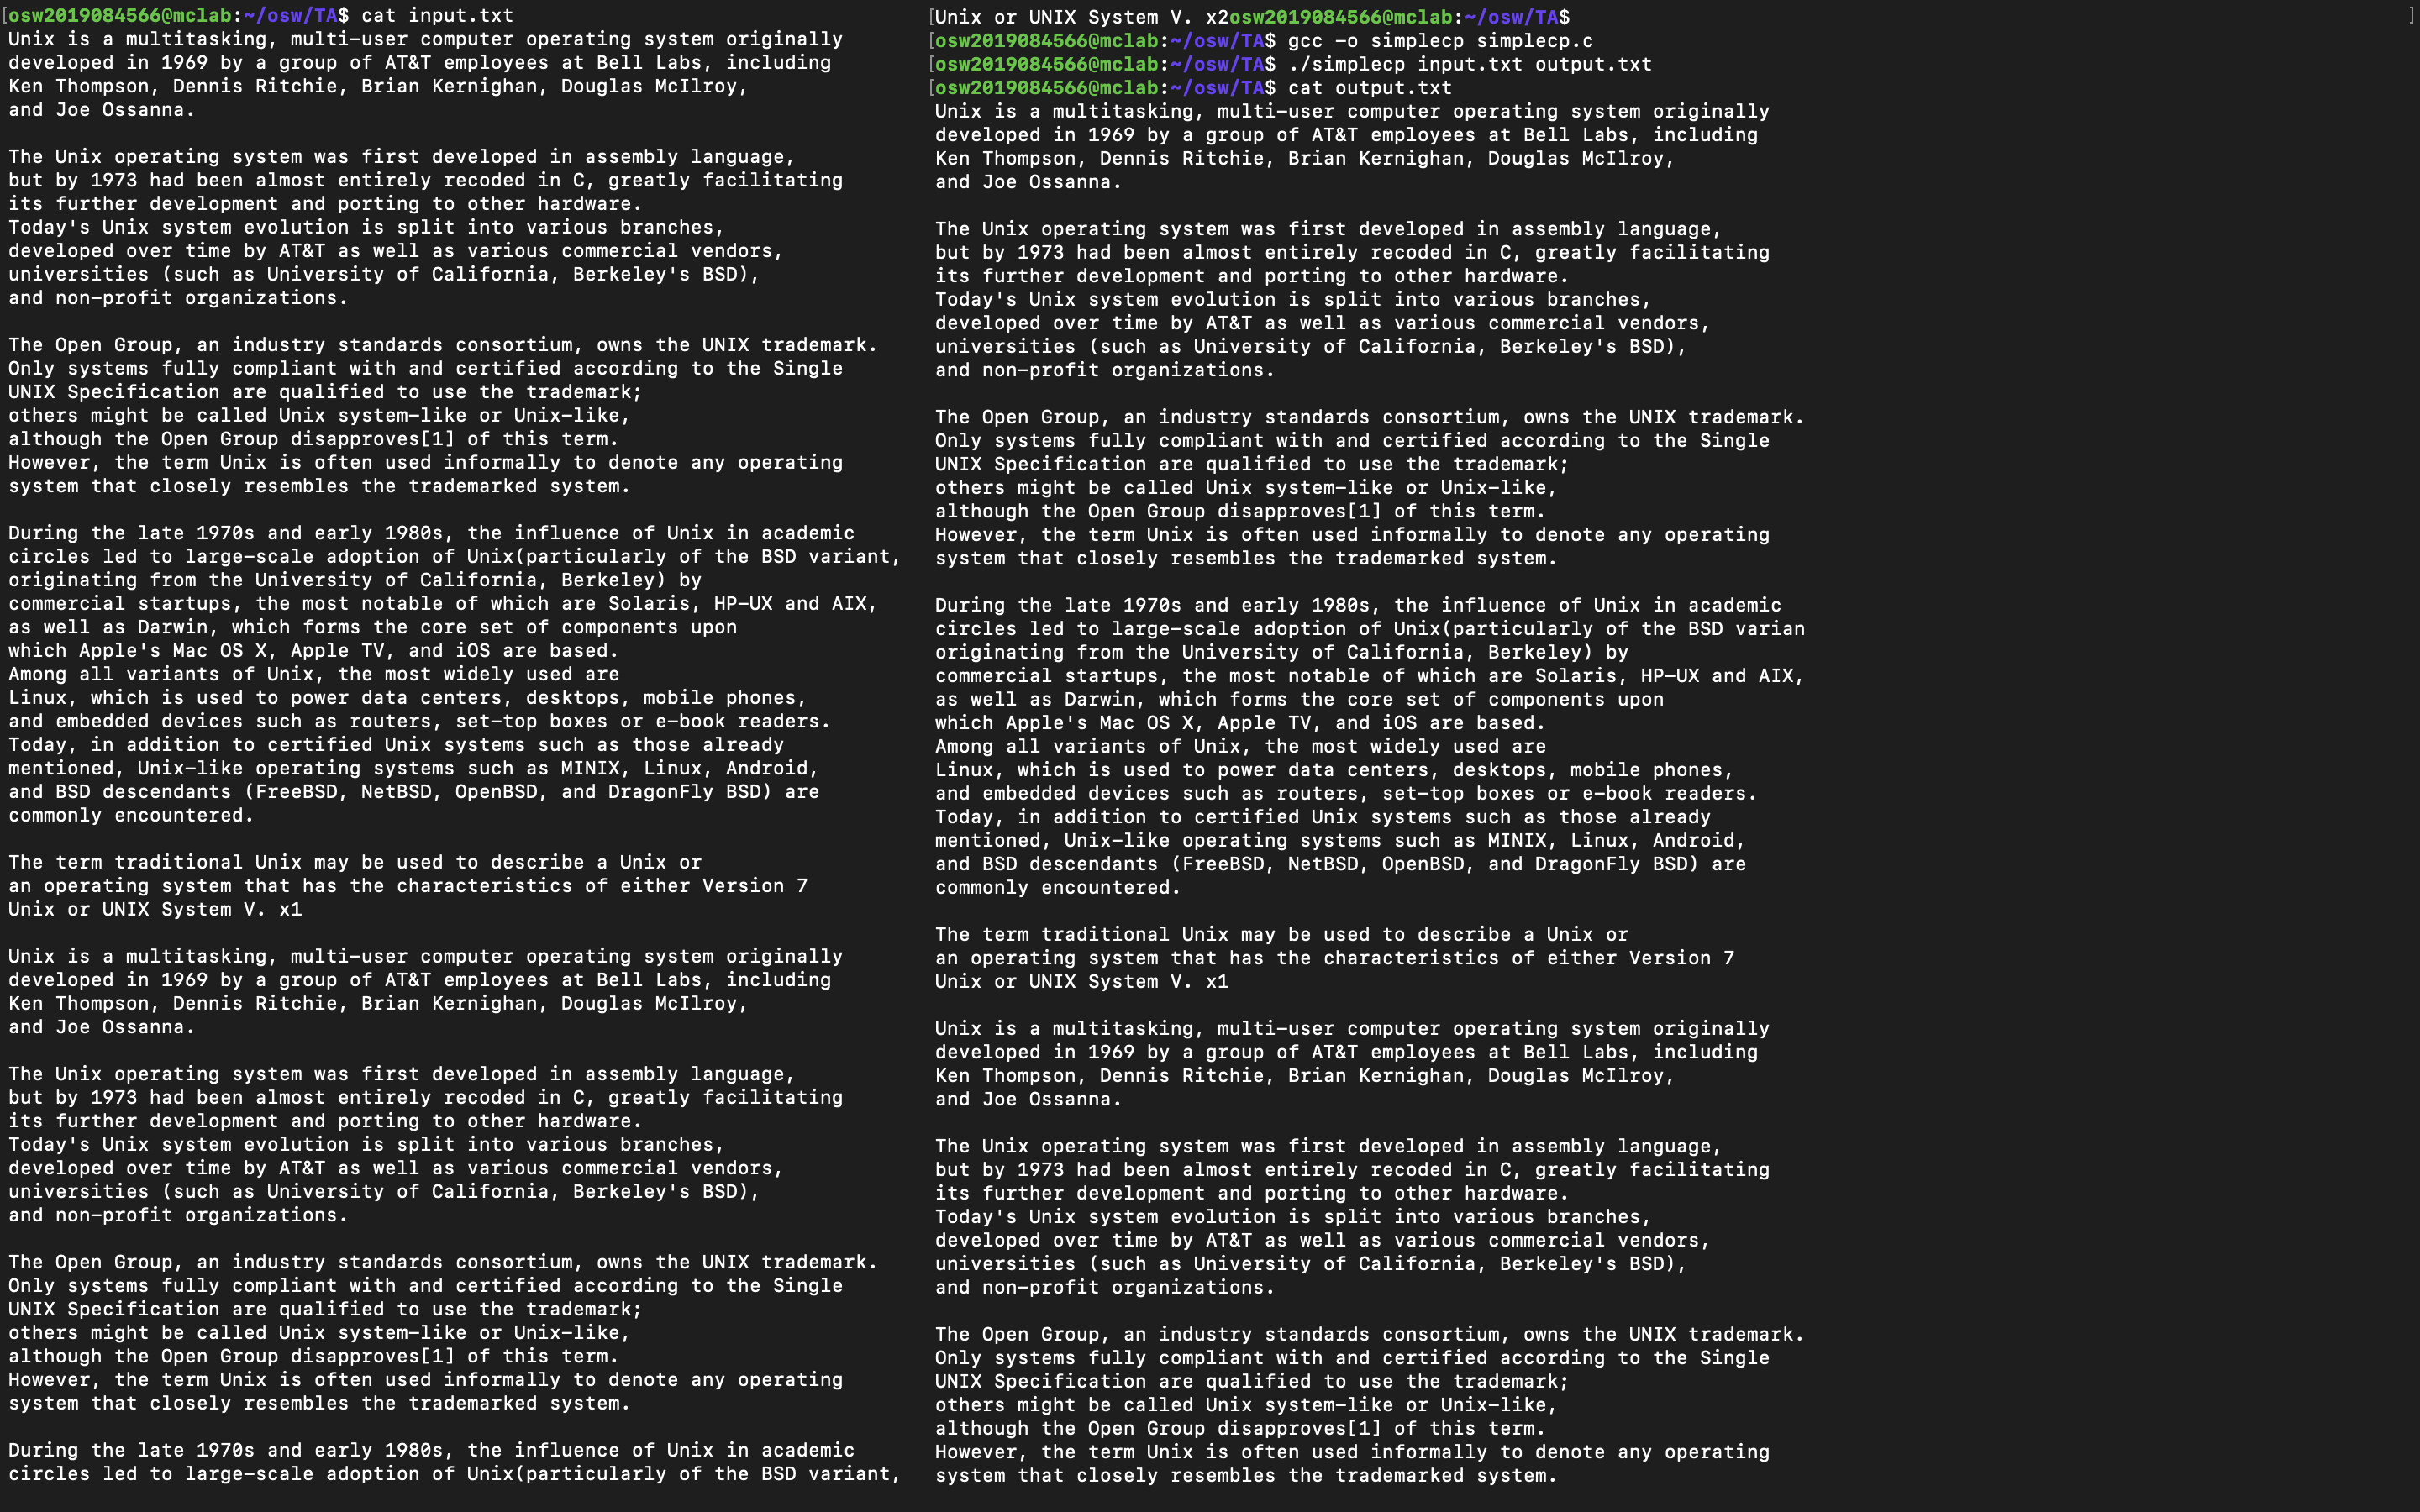 [osw2019084566@mclab:~/osw/TA$ cat input.txt
Unix is a multitasking, multi-user computer operating system originally
developed in 1969 by a group of AT&T employees at Bell Labs, including
Ken Thompson, Dennis Ritchie, Brian Kernighan, Douglas McIlroy,
and Joe Ossanna.

The Unix operating system was first developed in assembly language,
but by 1973 had been almost entirely recoded in C, greatly facilitating
its further development and porting to other hardware.
Today's Unix system evolution is split into various branches,
developed over time by AT&T as well as various commercial vendors,
universities (such as University of California, Berkeley's BSD),
and non-profit organizations.

The Open Group, an industry standards consortium, owns the UNIX trademark.
Only systems fully compliant with and certified according to the Single
UNIX Specification are qualified to use the trademark;
others might be called Unix system-like or Unix-like,
although the Open Group disapproves[1] of this term.
However, the term Unix is often used informally to denote any operating
system that closely resembles the trademarked system.

During the late 1970s and early 1980s, the influence of Unix in academic
circles led to large-scale adoption of Unix(particularly of the BSD variant,
originating from the University of California, Berkeley) by
commercial startups, the most notable of which are Solaris, HP-UX and AIX,
as well as Darwin, which forms the core set of components upon
which Apple's Mac OS X, Apple TV, and iOS are based.
Among all variants of Unix, the most widely used are
Linux, which is used to power data centers, desktops, mobile phones,
and embedded devices such as routers, set-top boxes or e-book readers.
Today, in addition to certified Unix systems such as those already
mentioned, Unix-like operating systems such as MINIX, Linux, Android,
and BSD descendants (FreeBSD, NetBSD, OpenBSD, and DragonFly BSD) are
commonly encountered.

The term traditional Unix may be used to describe a Unix or
an operating system that has the characteristics of either Version 7
Unix or UNIX System V. x1

Unix is a multitasking, multi-user computer operating system originally
developed in 1969 by a group of AT&T employees at Bell Labs, including
Ken Thompson, Dennis Ritchie, Brian Kernighan, Douglas McIlroy,
and Joe Ossanna.

The Unix operating system was first developed in assembly language,
but by 1973 had been almost entirely recoded in C, greatly facilitating
its further development and porting to other hardware.
Today's Unix system evolution is split into various branches,
developed over time by AT&T as well as various commercial vendors,
universities (such as University of California, Berkeley's BSD),
and non-profit organizations.

The Open Group, an industry standards consortium, owns the UNIX trademark.
Only systems fully compliant with and certified according to the Single
UNIX Specification are qualified to use the trademark;
others might be called Unix system-like or Unix-like,
although the Open Group disapproves[1] of this term.
However, the term Unix is often used informally to denote any operating
system that closely resembles the trademarked system.

During the late 1970s and early 1980s, the influence of Unix in academic
circles led to large-scale adoption of Unix(particularly of the BSD variant,
[Unix or UNIX System V. x2osw2019084566@mclab:~/osw/TA$ ]
[osw2019084566@mclab:~/osw/TA$ gcc -o simplecp simplecp.c
[osw2019084566@mclab:~/osw/TA$ ./simplecp input.txt output.txt
[osw2019084566@mclab:~/osw/TA$ cat output.txt
Unix is a multitasking, multi-user computer operating system originally
developed in 1969 by a group of AT&T employees at Bell Labs, including
Ken Thompson, Dennis Ritchie, Brian Kernighan, Douglas McIlroy,
and Joe Ossanna.

The Unix operating system was first developed in assembly language,
but by 1973 had been almost entirely recoded in C, greatly facilitating
its further development and porting to other hardware.
Today's Unix system evolution is split into various branches,
developed over time by AT&T as well as various commercial vendors,
universities (such as University of California, Berkeley's BSD),
and non-profit organizations.

The Open Group, an industry standards consortium, owns the UNIX trademark.
Only systems fully compliant with and certified according to the Single
UNIX Specification are qualified to use the trademark;
others might be called Unix system-like or Unix-like,
although the Open Group disapproves[1] of this term.
However, the term Unix is often used informally to denote any operating
system that closely resembles the trademarked system.

During the late 1970s and early 1980s, the influence of Unix in academic
circles led to large-scale adoption of Unix(particularly of the BSD varian
originating from the University of California, Berkeley) by
commercial startups, the most notable of which are Solaris, HP-UX and AIX,
as well as Darwin, which forms the core set of components upon
which Apple's Mac OS X, Apple TV, and iOS are based.
Among all variants of Unix, the most widely used are
Linux, which is used to power data centers, desktops, mobile phones,
and embedded devices such as routers, set-top boxes or e-book readers.
Today, in addition to certified Unix systems such as those already
mentioned, Unix-like operating systems such as MINIX, Linux, Android,
and BSD descendants (FreeBSD, NetBSD, OpenBSD, and DragonFly BSD) are
commonly encountered.

The term traditional Unix may be used to describe a Unix or
an operating system that has the characteristics of either Version 7
Unix or UNIX System V. x1

Unix is a multitasking, multi-user computer operating system originally
developed in 1969 by a group of AT&T employees at Bell Labs, including
Ken Thompson, Dennis Ritchie, Brian Kernighan, Douglas McIlroy,
and Joe Ossanna.

The Unix operating system was first developed in assembly language,
but by 1973 had been almost entirely recoded in C, greatly facilitating
its further development and porting to other hardware.
Today's Unix system evolution is split into various branches,
developed over time by AT&T as well as various commercial vendors,
universities (such as University of California, Berkeley's BSD),
and non-profit organizations.

The Open Group, an industry standards consortium, owns the UNIX trademark.
Only systems fully compliant with and certified according to the Single
UNIX Specification are qualified to use the trademark;
others might be called Unix system-like or Unix-like,
although the Open Group disapproves[1] of this term.
However, the term Unix is often used informally to denote any operating
system that closely resembles the trademarked system.